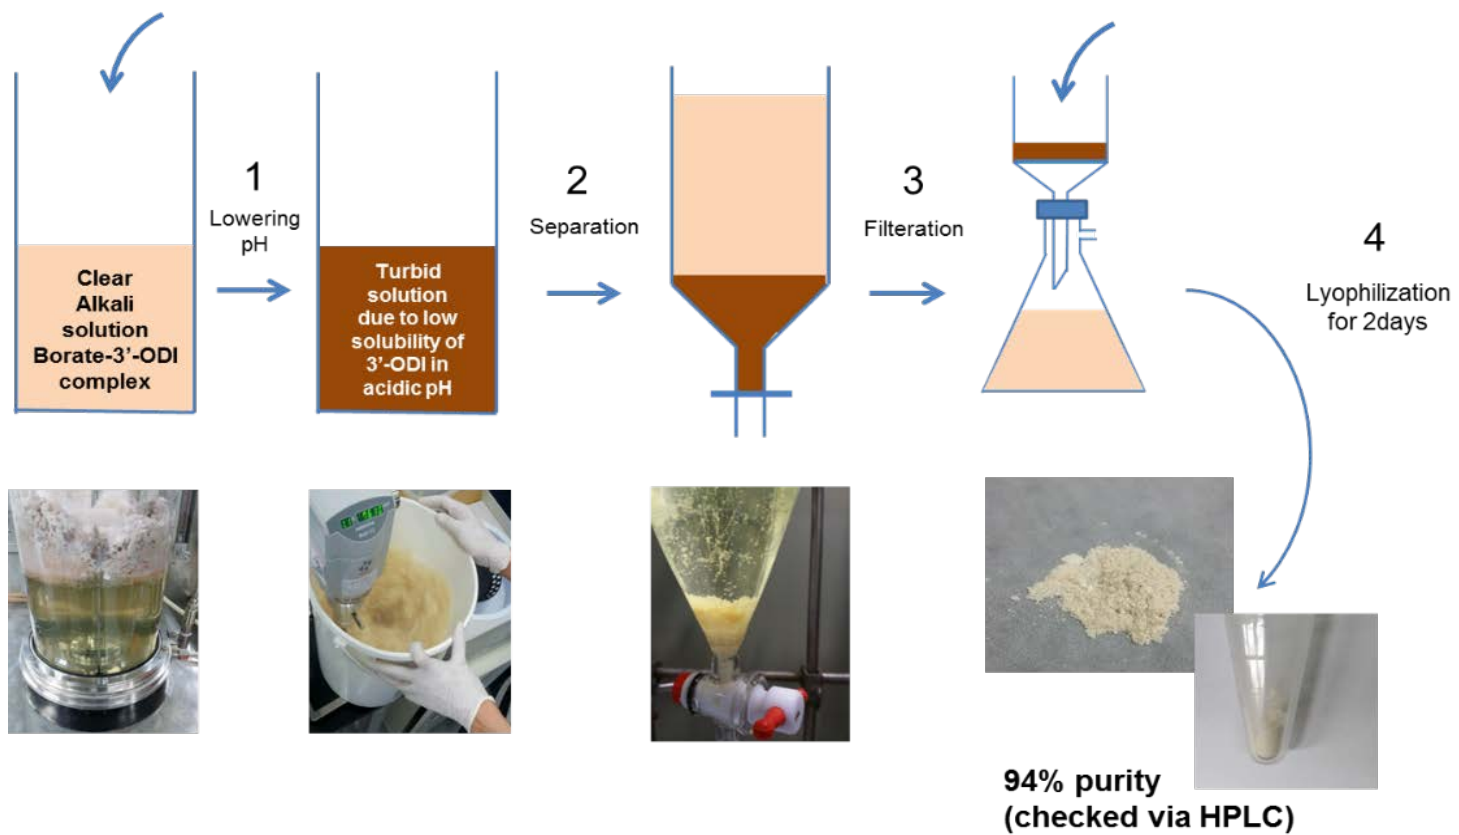 1
Lowering
pH
2
Separation
3
Filteration
4
Lyophilization
for 2days
Clear
Alkali
solution
Borate-3'-ODI
complex
Turbid
solution
due to low
solubility of
3'-ODI in
acidic pH
94% purity
(checked via HPLC)